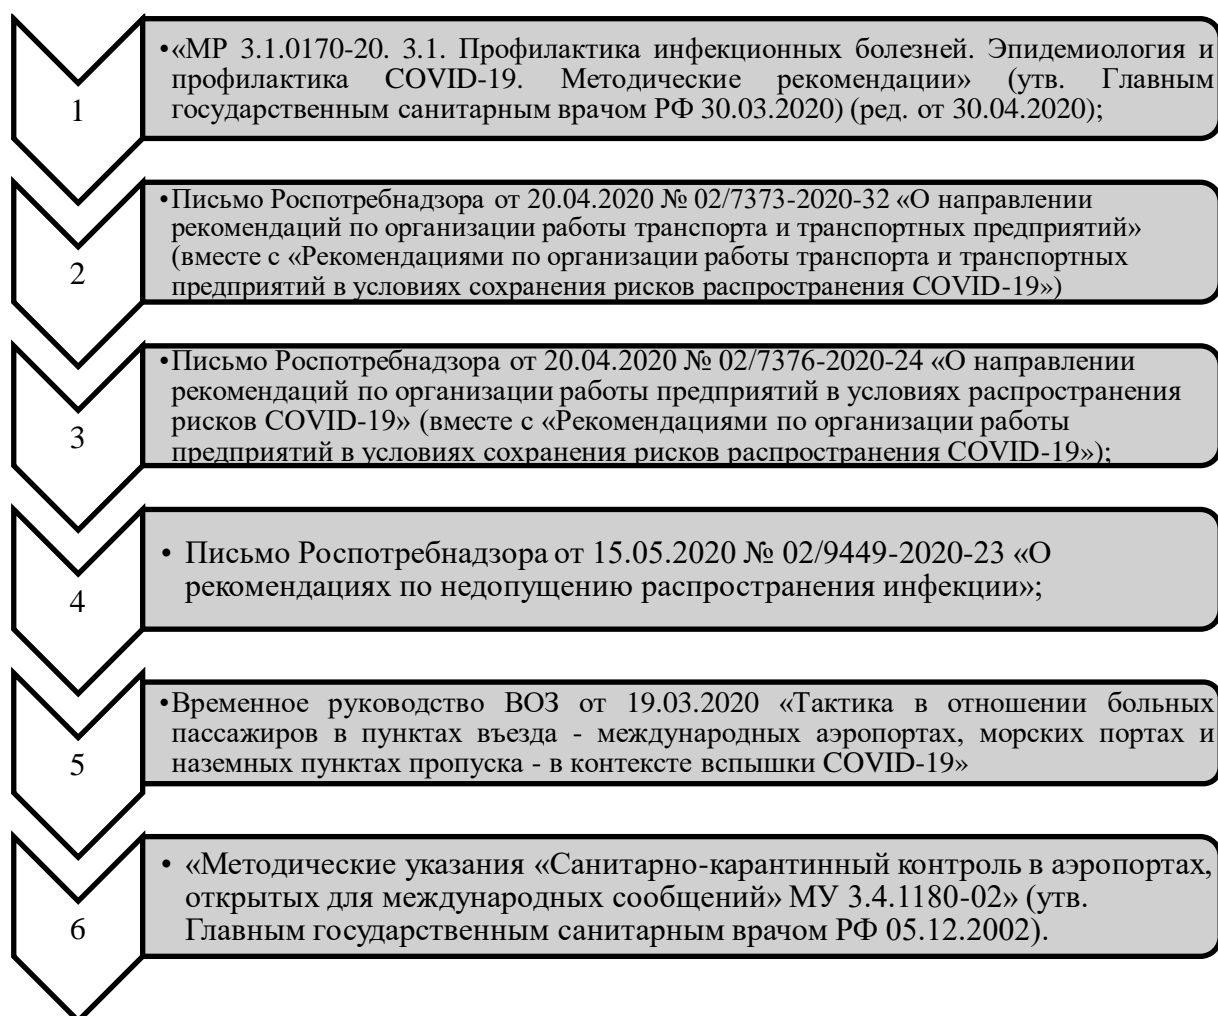 1
•«МР 3.1.0170-20. 3.1. Профилактика инфекционных болезней. Эпидемиология и
профилактика COVID-19. Методические рекомендации» (утв. Главным
государственным санитарным врачом РФ 30.03.2020) (ред. от 30.04.2020);
2
•Письмо Роспотребнадзора от 20.04.2020 № 02/7373-2020-32 «О направлении
рекомендаций по организации работы транспорта и транспортных предприятий»
(вместе с «Рекомендациями по организации работы транспорта и транспортных
предприятий в условиях сохранения рисков распространения COVID-19»)
3
•Письмо Роспотребнадзора от 20.04.2020 № 02/7376-2020-24 «О направлении
рекомендаций по организации работы предприятий в условиях распространения
рисков COVID-19» (вместе с «Рекомендациями по организации работы
предприятий в условиях сохранения рисков распространения COVID-19»);
4
• Письмо Роспотребнадзора от 15.05.2020 № 02/9449-2020-23 «О
рекомендациях по недопущению распространения инфекции»;
5
•Временное руководство ВОЗ от 19.03.2020 «Тактика в отношении больных
пассажиров в пунктах въезда - международных аэропортах, морских портах и
наземных пунктах пропуска - в контексте вспышки COVID-19»
6
• «Методические указания «Санитарно-карантинный контроль в аэропортах,
открытых для международных сообщений» МУ 3.4.1180-02» (утв.
Главным государственным санитарным врачом РФ 05.12.2002).